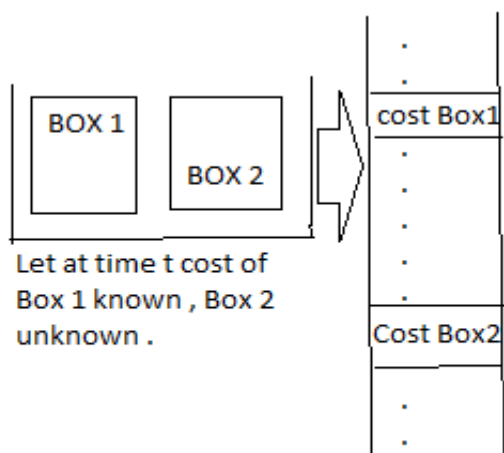 BOX 1
BOX 2
Let at time t cost of
Box 1 known , Box 2
unknown .
cost Box1
Cost Box2